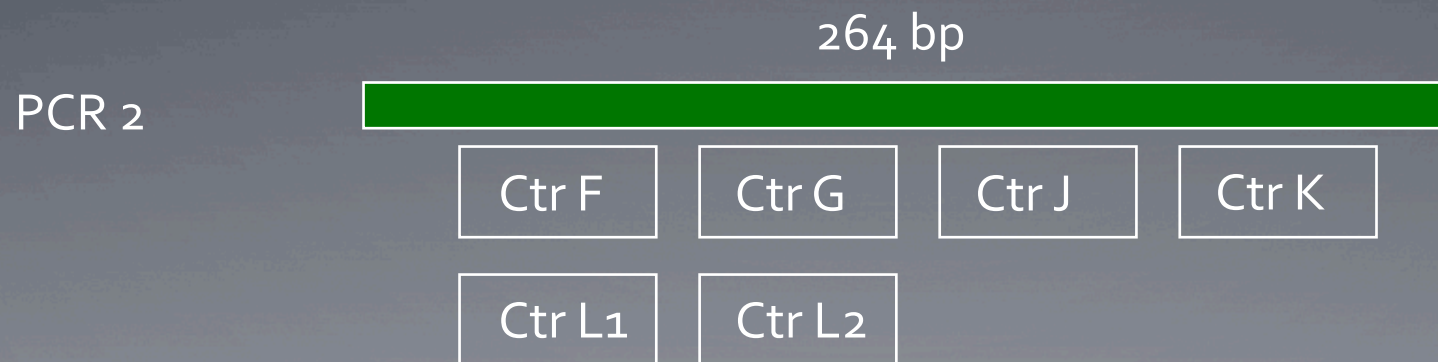 264 bp
PCR 2
Ctr F Ctr G Ctr J Ctr K
Ctr L1 Ctr L2